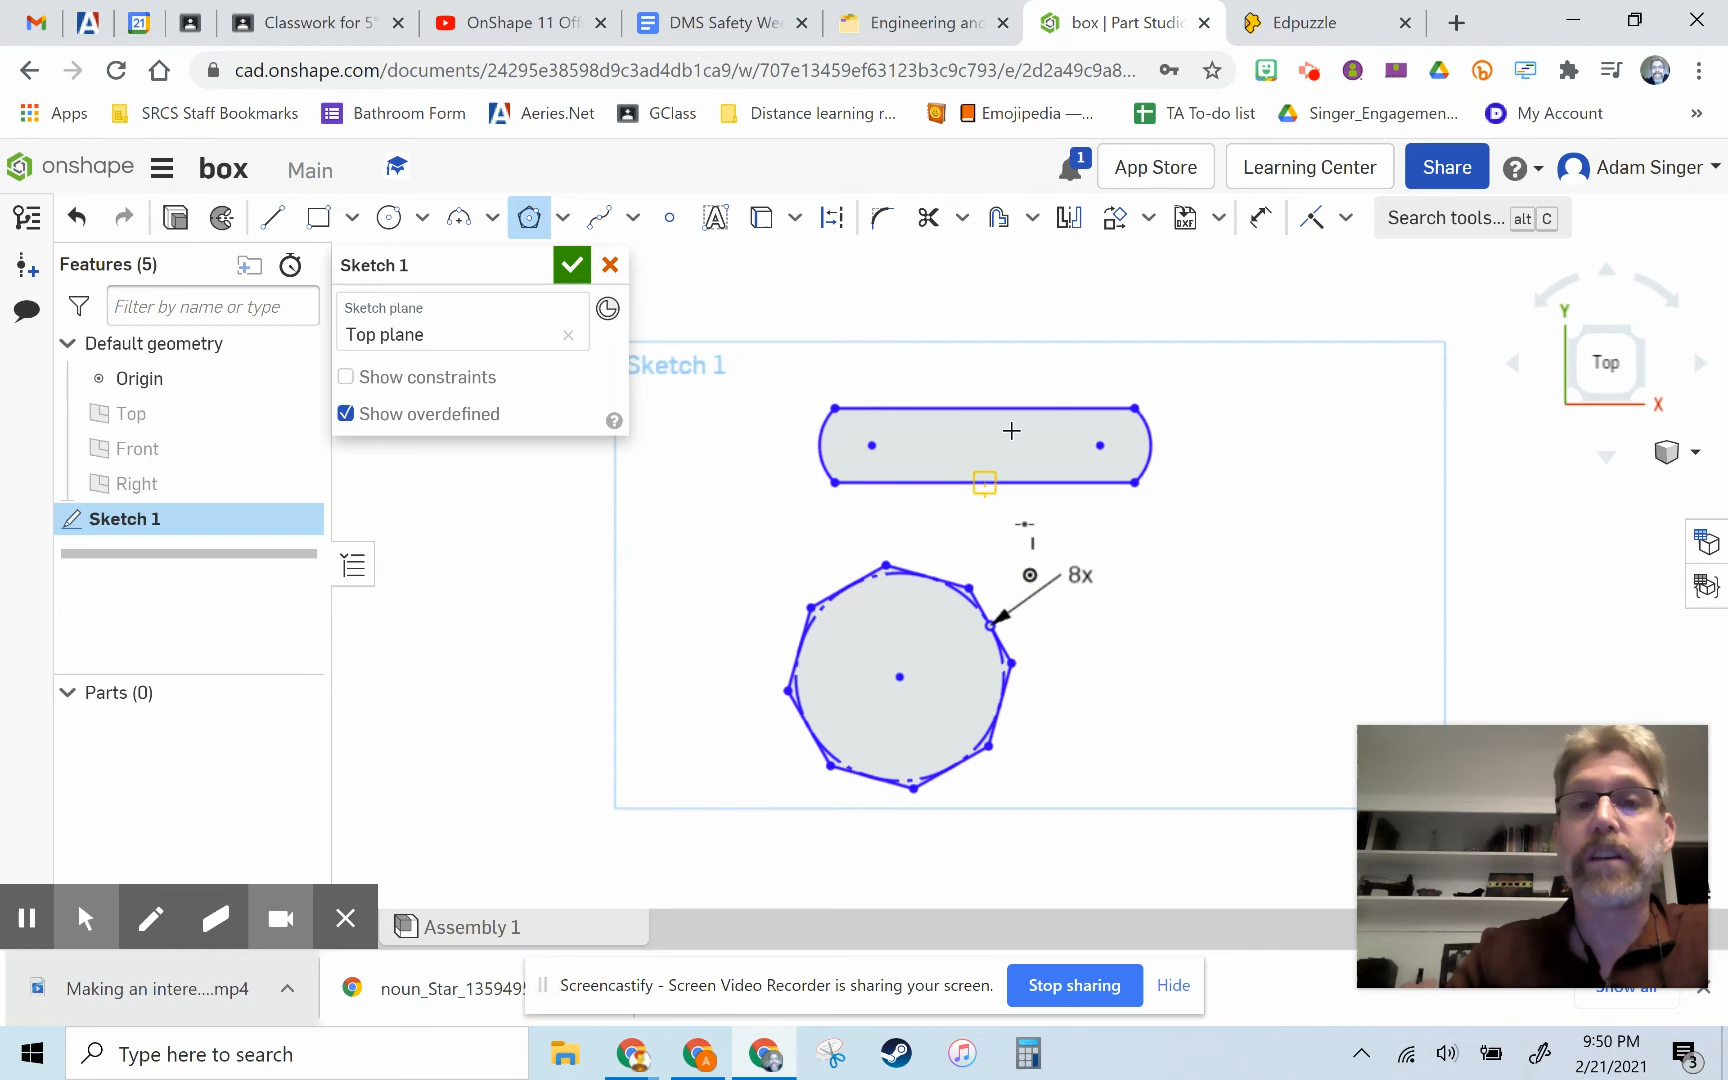 21
Classwork for 5°
OnShape 11 Off
DMS Safety We
Engineering an
box | Part Studi
Edpuzzle
cad.onshape.com/documents/24295e38598d9c3ad4db1ca9/w/707e13459ef63123b3c9c793/e/2d2a49c9a8...
Apps
SRCS Staff Bookmarks
Bathroom Form
Aeries.Net
GClass
Distance learning r...
Emojipedia —...
TA To-do list
Singer_Engagemen...
My Account
»
onshape
box
Main
1
App Store
Learning Center
Share
Adam Singer
Search tools... alt C
Features (5)
Filter by name or type
Default geometry
Origin
Top
Front
Right
Sketch 1
Parts (0)
Sketch 1
Sketch plane
Top plane
Show constraints
Show overdefined
Sketch 1
8x
Y
Top
X
Assembly 1
Making an intere....mp4
noun_Star_1359495
Screencastify - Screen Video Recorder is sharing your screen.
Stop sharing
Hide
Type here to search
9:50 PM
2/21/2021
3